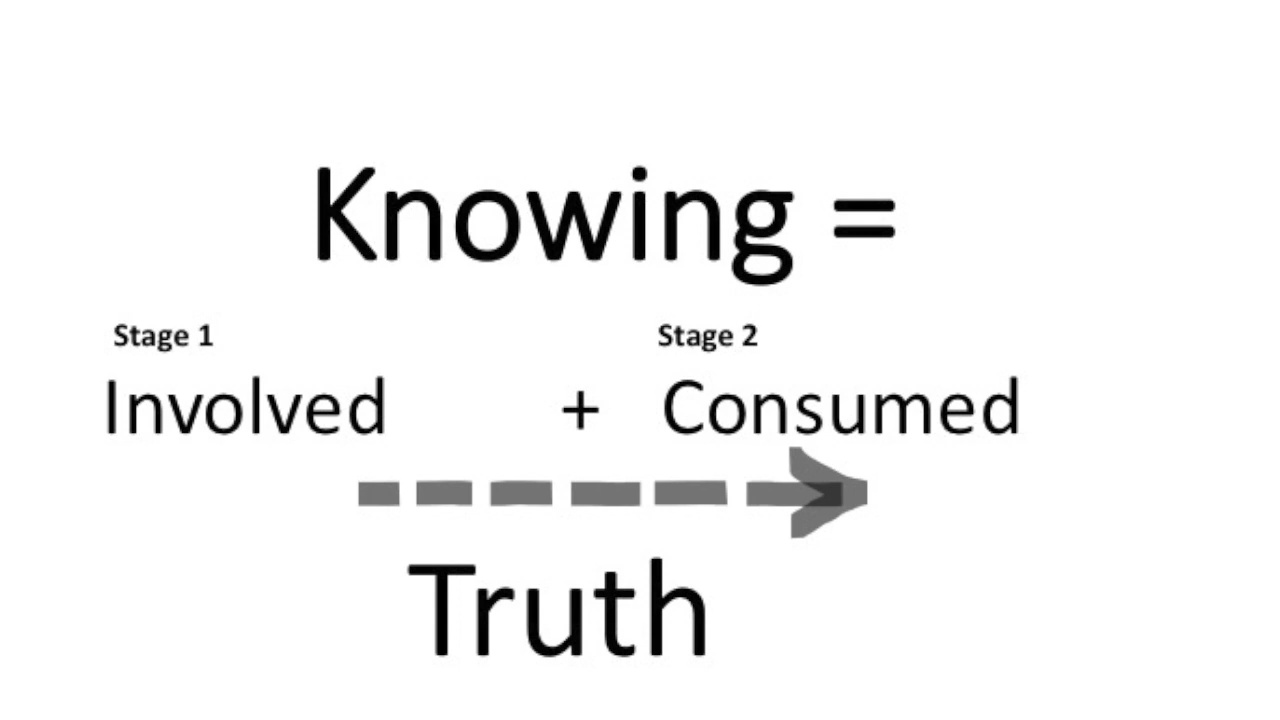 Knowing =
Stage 1 Stage 2
Involved + Consumed
Truth